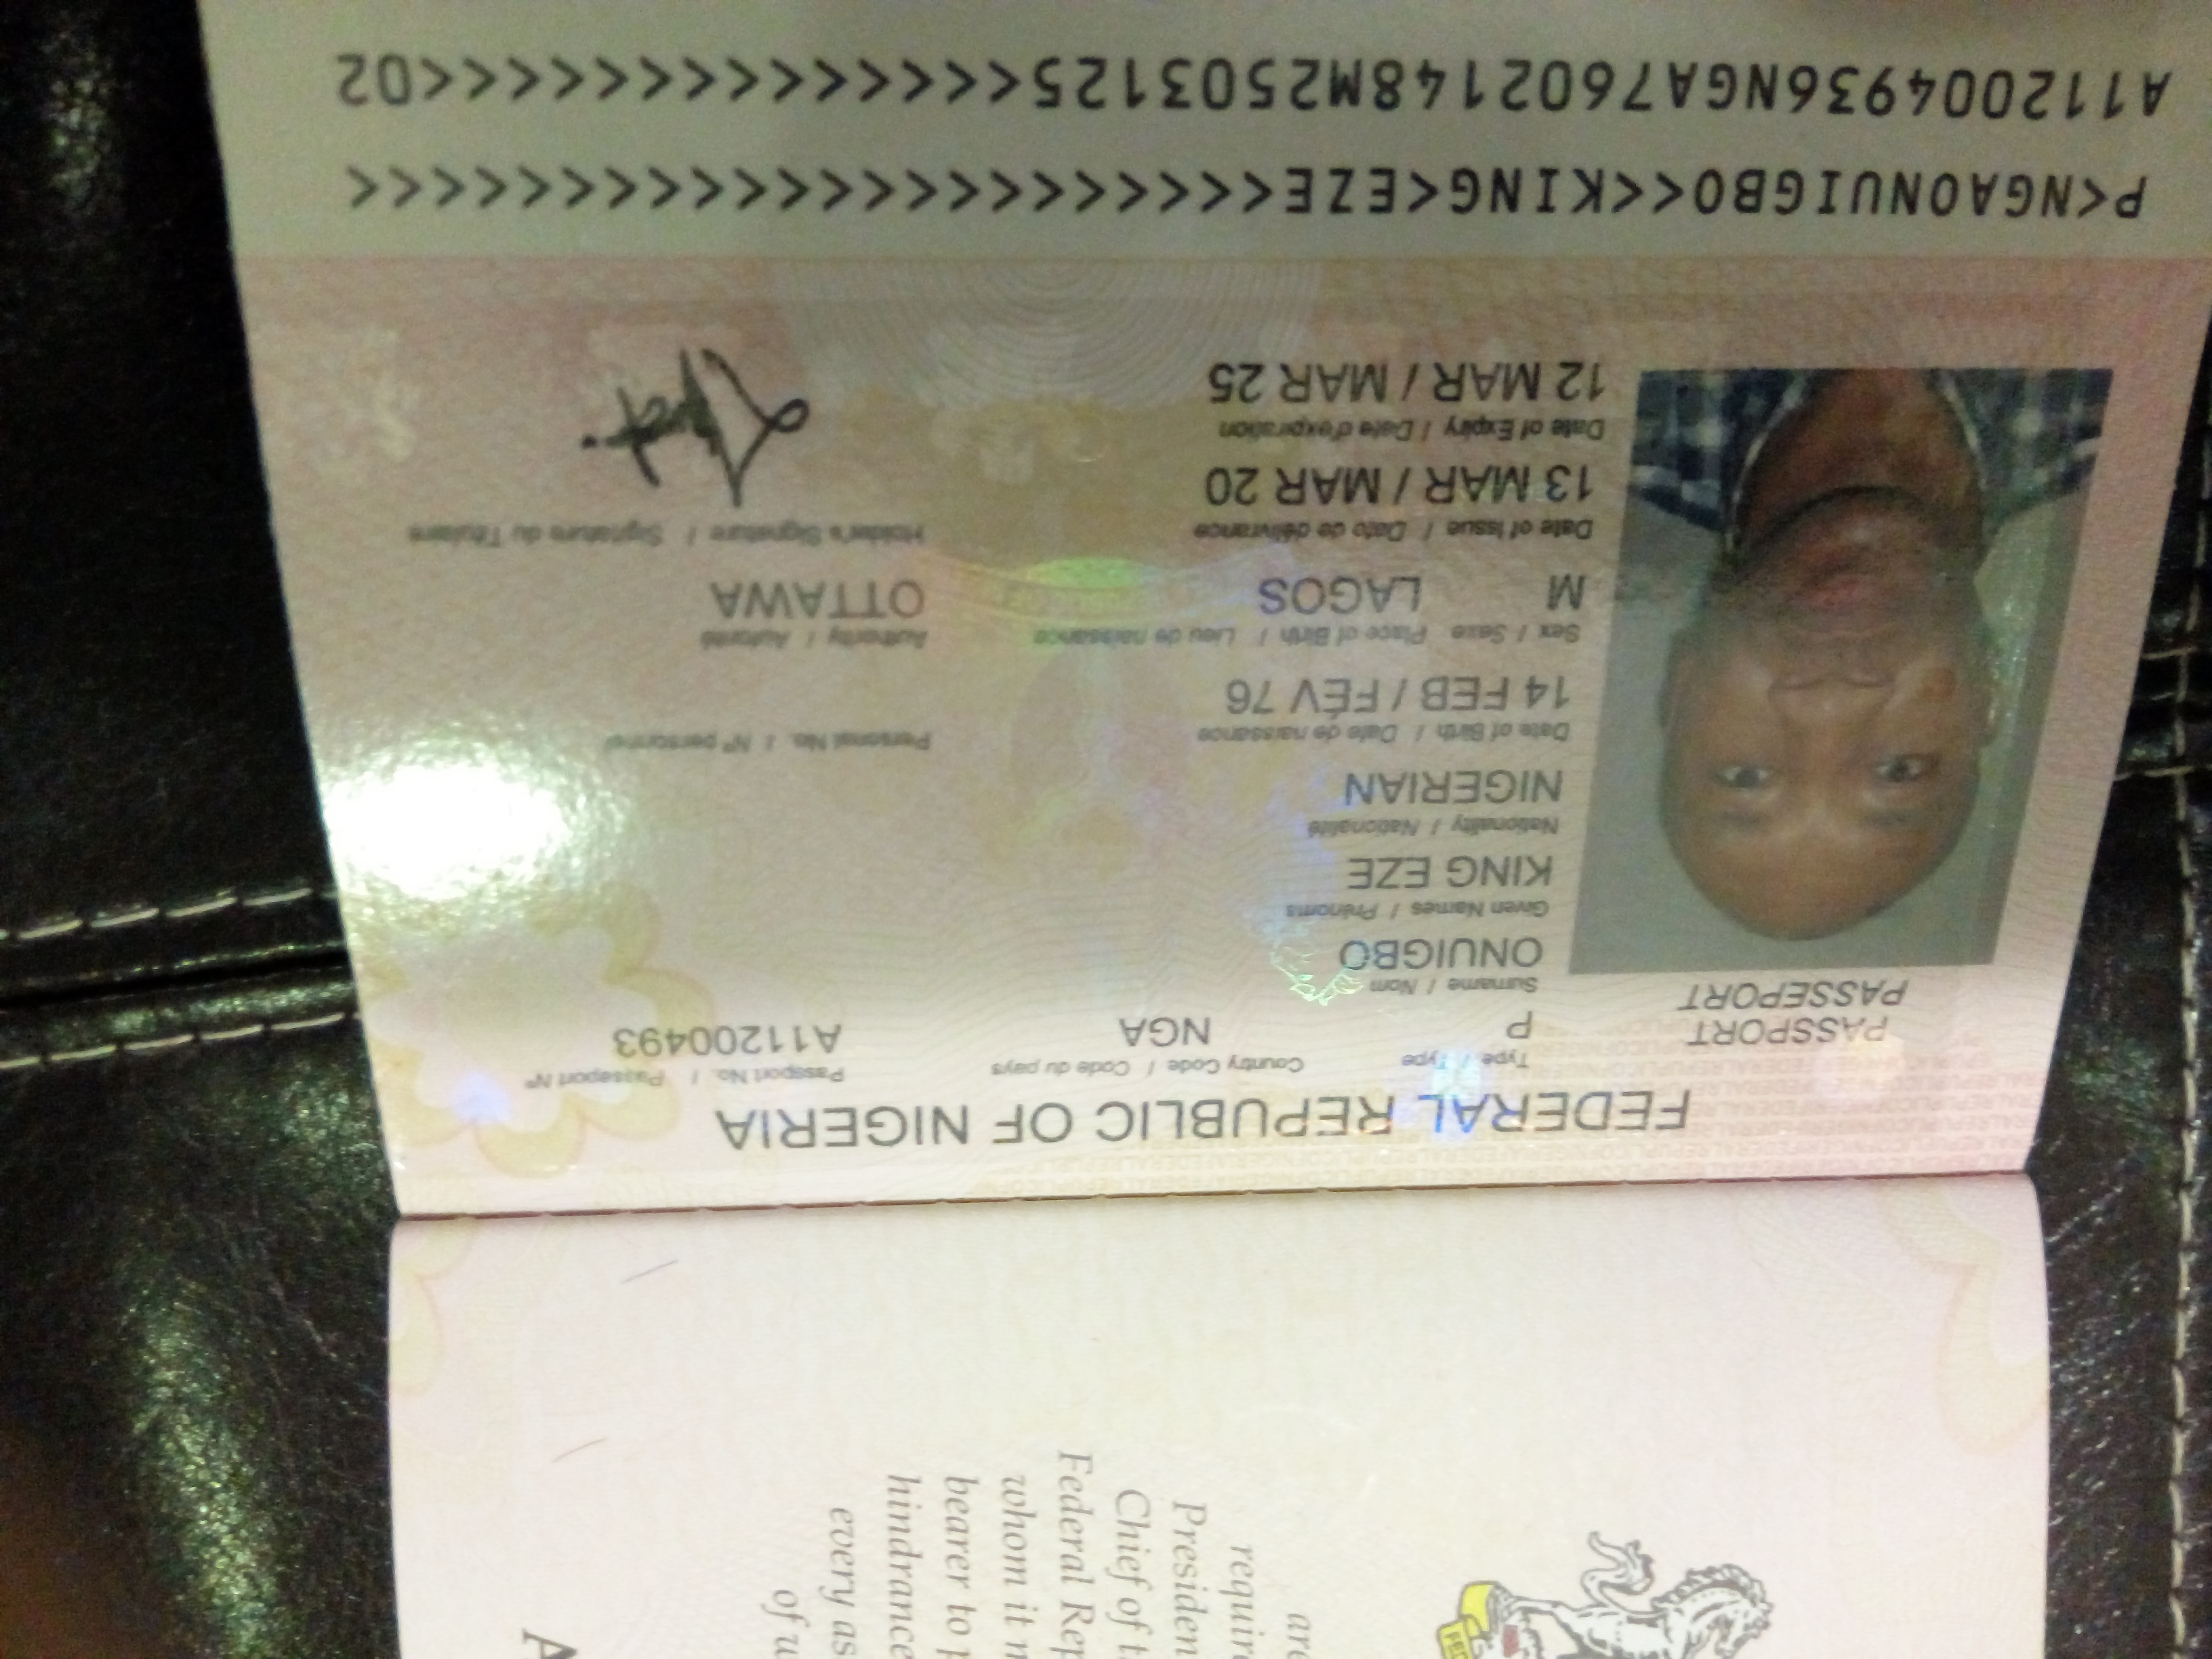 are
require
Presiden
Chief of t
Federal Rep
whom it m
bearer to p
hindrance
every as
of w
A
FEDERAL REPUBLIC OF NIGERIA
PASSPORT
PASSEPORT
Type / Type
P
Country Code / Code du pays
NGA
Passport No. / Passeport Nº
A11200493
Surname / Nom
ONUIGBO
Given Names / Prénoms
KING EZE
Nationality / Nationalité
NIGERIAN
Date of Birth / Date de naissance
14 FEB / FÉV 76
Personal No. / Nº personnel
Sex / Sexe Place of Birth / Lieu de naissance
M LAGOS
Authority / Autorité
OTTAWA
Date of Issue / Date de délivrance
13 MAR / MAR 20
Holder's Signature / Signature du Titulaire
Date of Expiry / Date d'expiration
12 MAR / MAR 25
P<NGAONUIGBO<<KING<EZE<<<<<<<<<<<<<<<<<<<<<<
A112004936NGA7602148M2503125<<<<<<<<<<<<<<02